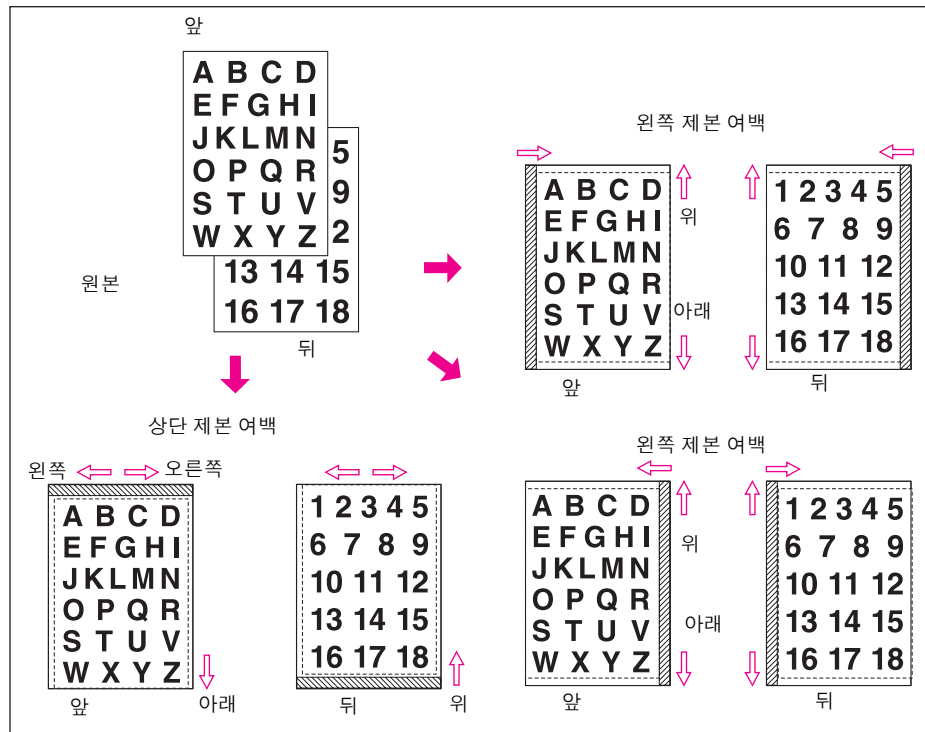 앞
A B C D
E F G H I
J K L M N
O P Q R
S T U V
W X Y Z
5
9
2
13 14 15
16 17 18
원본
뒤
왼쪽 제본 여백
A B C D
E F G H I
J K L M N
O P Q R
S T U V
W X Y Z
위
아래
앞
1 2 3 4 5
6 7 8 9
10 11 12
13 14 15
16 17 18
뒤
상단 제본 여백
왼쪽
오른쪽
A B C D
E F G H I
J K L M N
O P Q R
S T U V
W X Y Z
앞
아래
1 2 3 4 5
6 7 8 9
10 11 12
13 14 15
16 17 18
뒤
위
왼쪽 제본 여백
A B C D
E F G H I
J K L M N
O P Q R
S T U V
W X Y Z
위
아래
앞
1 2 3 4 5
6 7 8 9
10 11 12
13 14 15
16 17 18
뒤